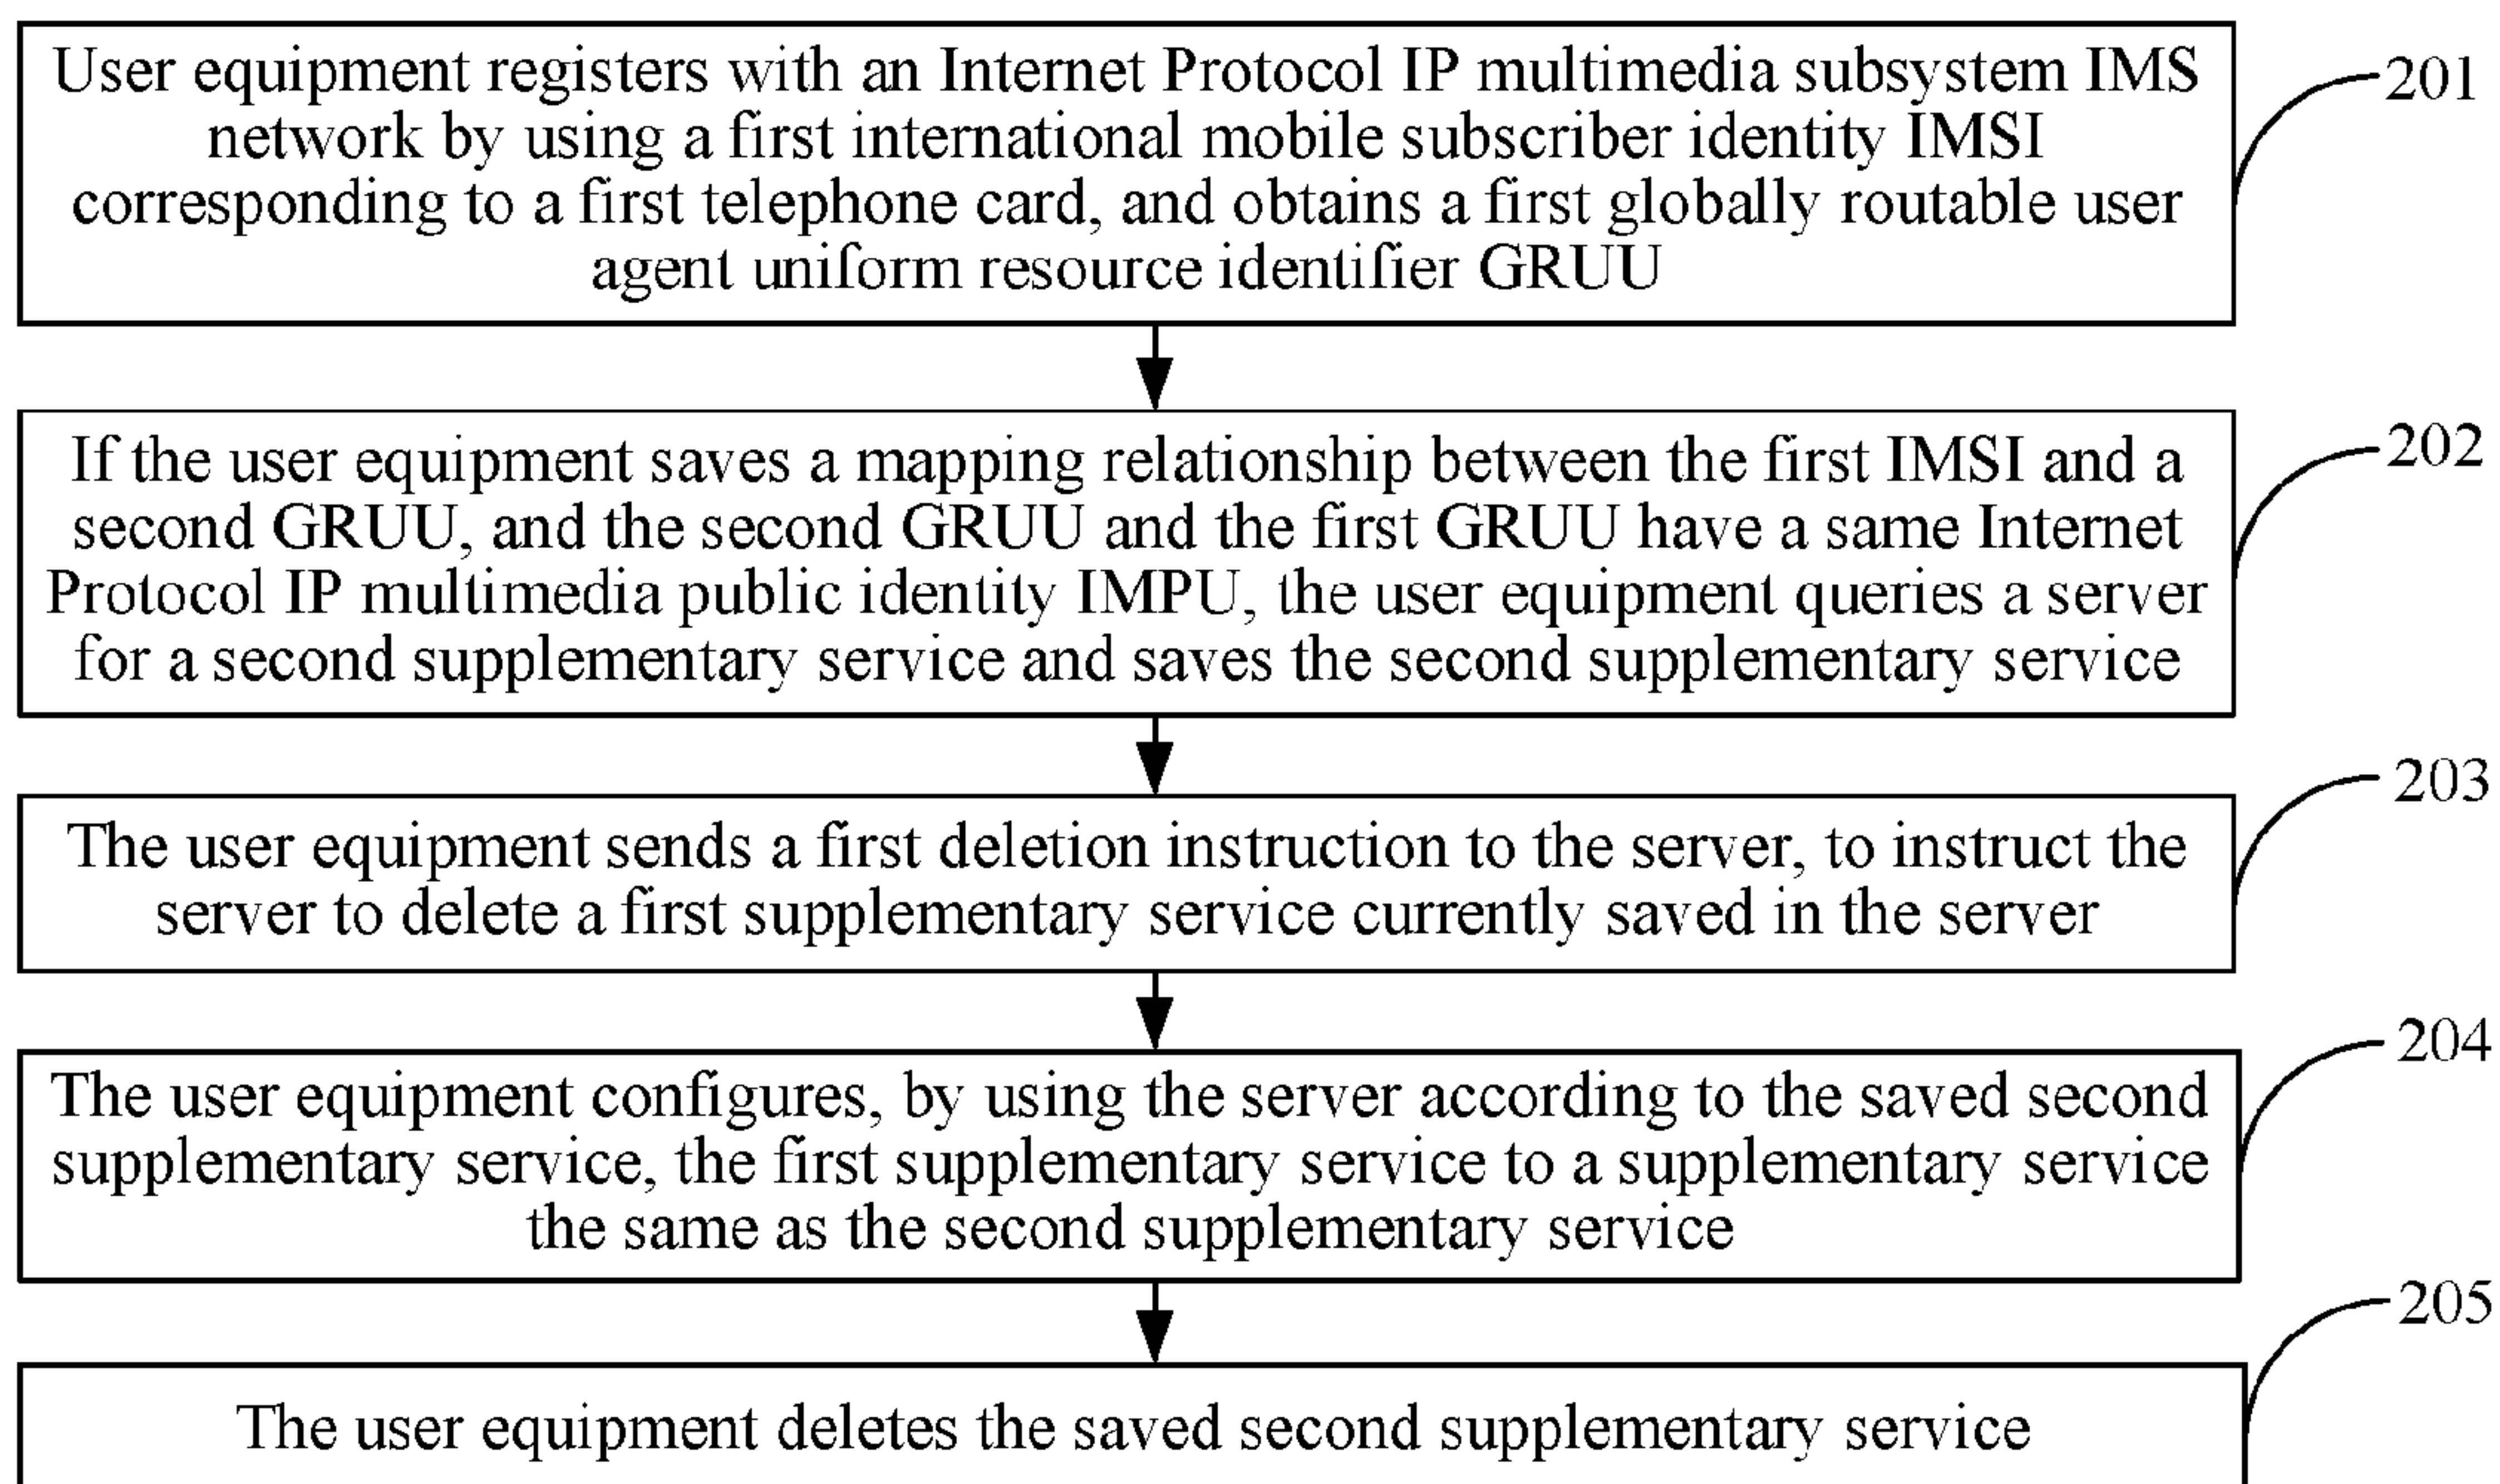 User equipment registers with an Internet Protocol IP multimedia subsystem IMS
network by using a first international mobile subscriber identity IMSI
corresponding to a first telephone card, and obtains a first globally routable user
agent uniform resource identifier GRUU
201
If the user equipment saves a mapping relationship between the first IMSI and a
second GRUU, and the second GRUU and the first GRUU have a same Internet
Protocol IP multimedia public identity IMPU, the user equipment queries a server
for a second supplementary service and saves the second supplementary service
202
The user equipment sends a first deletion instruction to the server, to instruct the
server to delete a first supplementary service currently saved in the server
203
The user equipment configures, by using the server according to the saved second
supplementary service, the first supplementary service to a supplementary service
the same as the second supplementary service
204
The user equipment deletes the saved second supplementary service
205